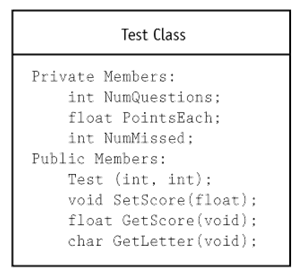 Test Class
Private Members:
int NumQuestions;
float PointsEach;
int NumMissed;
Public Members:
Test (int, int);
void SetScore(float);
float GetScore(void);
char GetLetter(void);